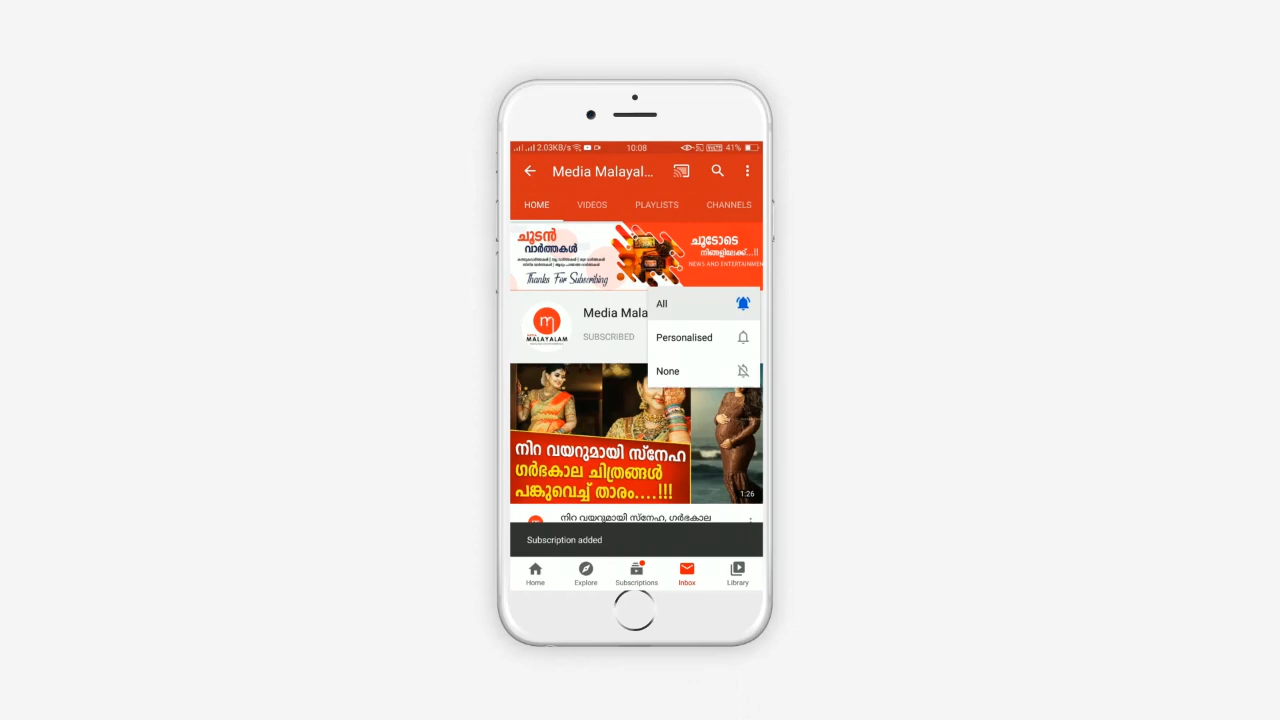 2.03KB/s 10:08 41%
Media Malayal...
HOME VIDEOS PLAYLISTS CHANNELS
ചൂടൻ
വാർത്തകൾ
Thanks For Subscribing
ചൂടോടെ
നിങ്ങളിലേക്ക്...!!
NEWS AND ENTERTAINMEN
All
Media Mala
m
MALAYALAM
SUBSCRIBED
Personalised
None
നിറ വയറുമായി സ്നേഹ
ഗർഭകാല ചിത്രങ്ങൾ
പങ്കുവെച്ച് താരം....!!!
1:26
നിറ വയറുമായി സ്നേഹ, ഗർഭകാല
Subscription added
Home Explore Subscriptions Inbox Library